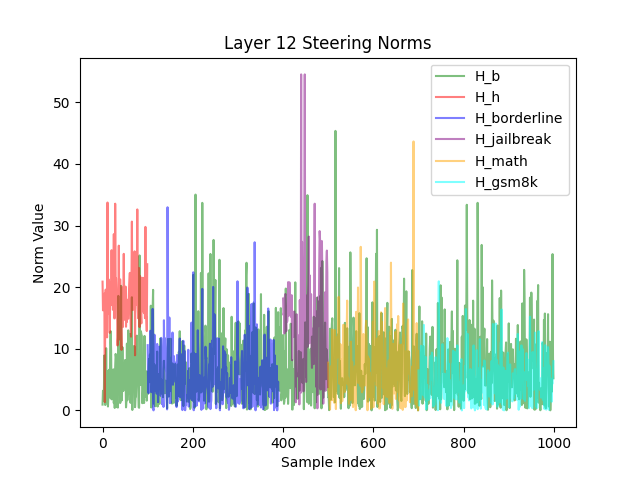 Layer 12 Steering Norms
H_b
H_h
H_borderline
H_jailbreak
H_math
H_gsm8k
Norm Value
50
40
30
20
10
0
0
200
400
600
800
1000
Sample Index